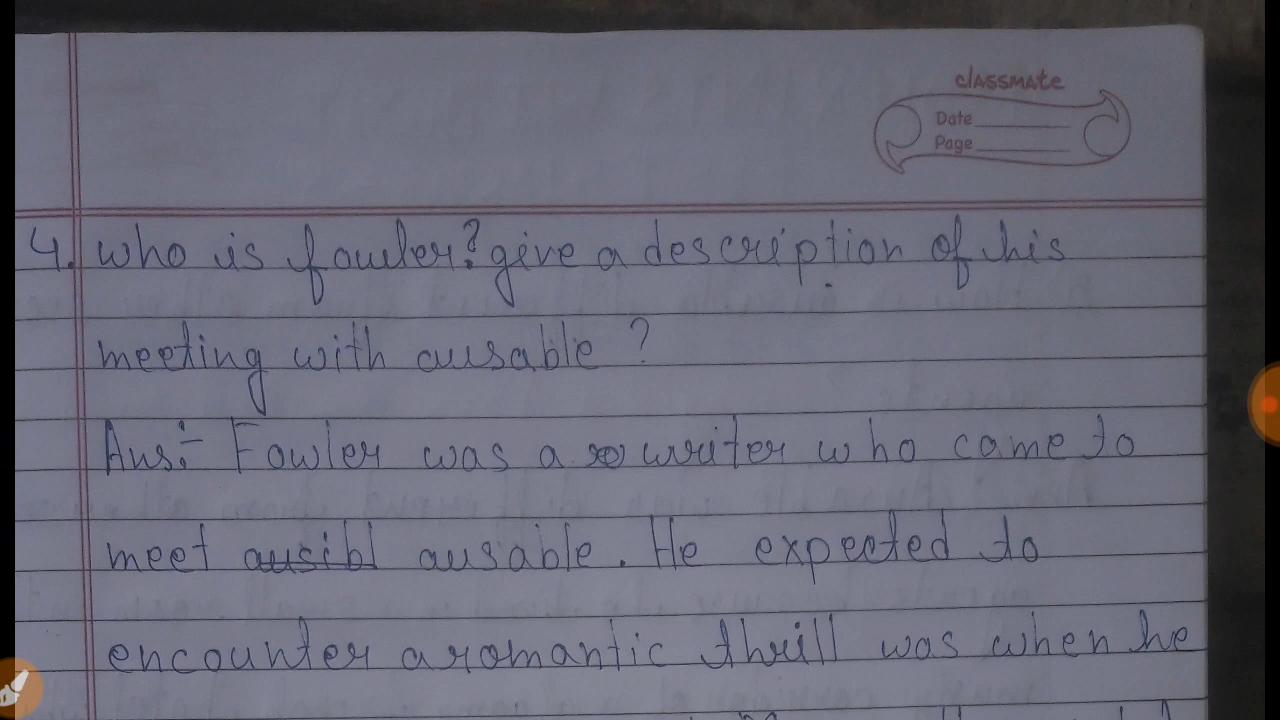 classmate
Date
Page
4. who is fowler? give a description of his
meeting with ausable ?
Ans:- Fowler was a writer who came to
meet ausibl ausable. He expected to
encounter a romantic thrill was when he